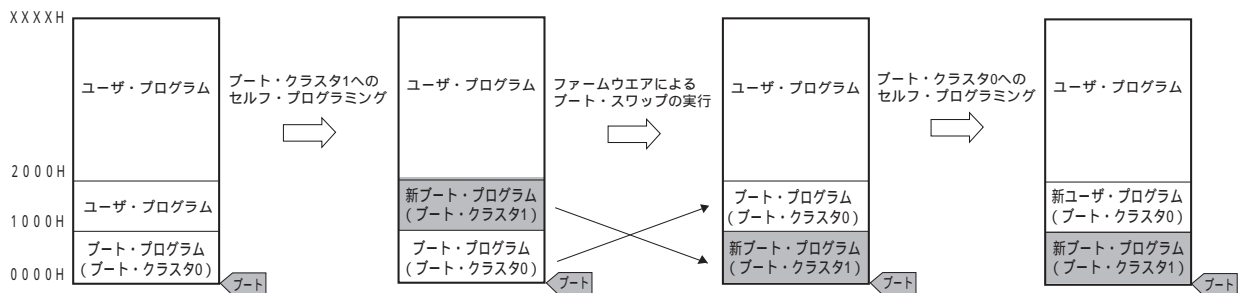 XXXXH
2000H
1000H
0000H
ユーザ・プログラム
ユーザ・プログラム
ブート・プログラム
(ブート・クラスタ0)
ブート
ブート・クラスタ1への
セルフ・プログラミング
ユーザ・プログラム
新ブート・プログラム
(ブート・クラスタ1)
ブート・プログラム
(ブート・クラスタ0)
ブート
ファームウエアによる
ブート・スワップの実行
ユーザ・プログラム
ブート・プログラム
(ブート・クラスタ0)
新ブート・プログラム
(ブート・クラスタ1)
ブート
ブート・クラスタ0への
セルフ・プログラミング
ユーザ・プログラム
新ユーザ・プログラム
(ブート・クラスタ0)
新ブート・プログラム
(ブート・クラスタ1)
ブート